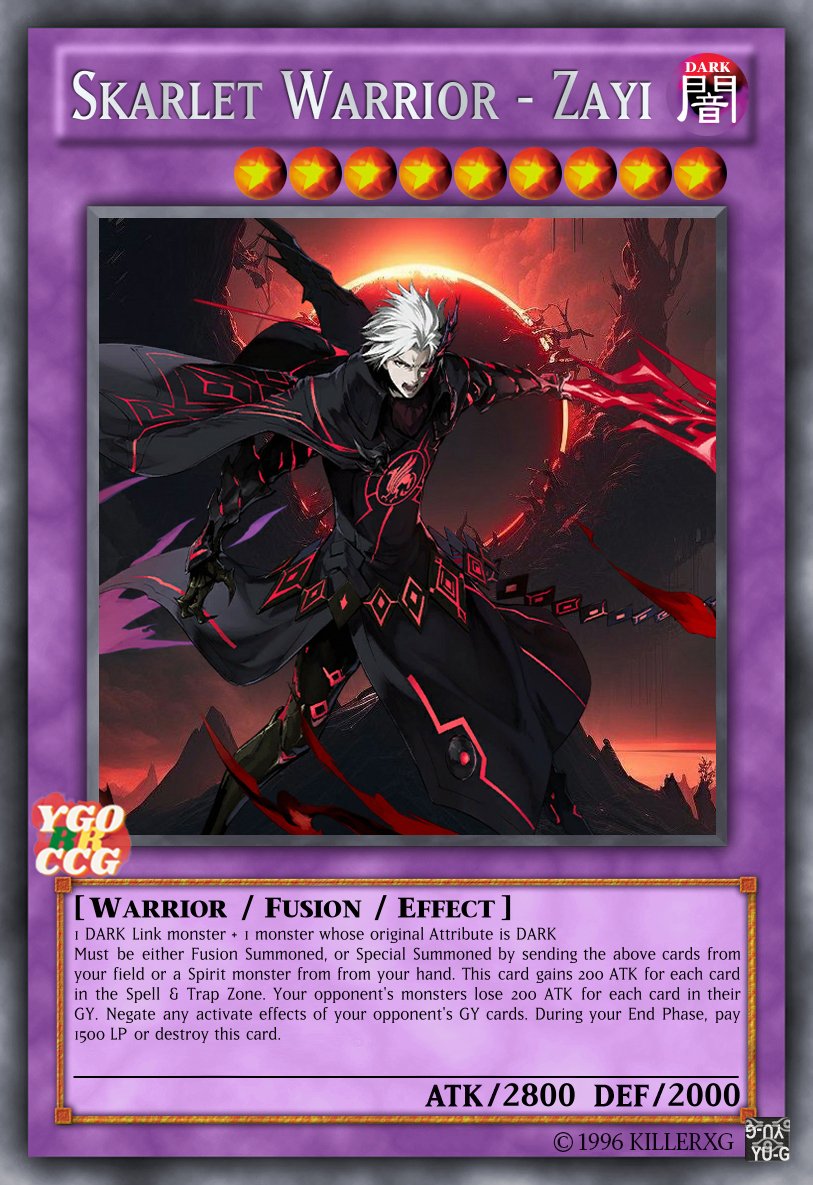 Skarlet Warrior - Zayi
DARK
闇
YGO
RR
CCG
[ Warrior / Fusion / Effect ]
1 DARK Link monster + 1 monster whose original Attribute is DARK
Must be either Fusion Summoned, or Special Summoned by sending the above cards from
your field or a Spirit monster from from your hand. This card gains 200 ATK for each card
in the Spell & Trap Zone. Your opponent's monsters lose 200 ATK for each card in their
GY. Negate any activate effects of your opponent's GY cards. During your End Phase, pay
1500 LP or destroy this card.
ATK/2800 DEF/2000
© 1996 KILLERXG
YU-G
YU-G